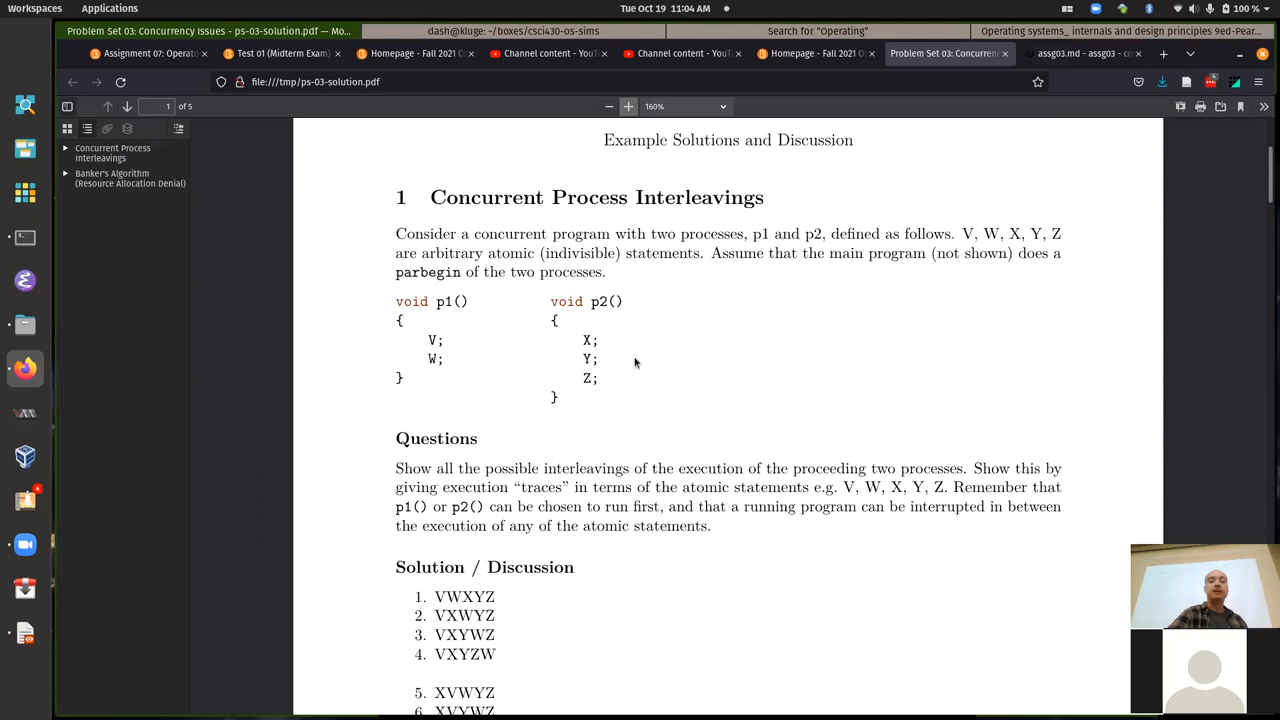 Workspaces
Applications
Tue Oct 19 11:04 AM
100 %
Problem Set 03: Concurrency Issues - ps-03-solution.pdf — Mo...
dash@kluge: ~/boxes/csci430-os-sims
Search for "Operating"
Operating systems_ internals and design principles 9ed-Pear...
Assignment 07: Operato
Test 01 (Midterm Exam)
Homepage - Fall 2021 Co
Channel content - YouTu
Channel content - YouTu
Homepage - Fall 2021 Op
Problem Set 03: Concurrenc
assg03.md - assg03 - co
file:///tmp/ps-03-solution.pdf
1 of 5
160%
Concurrent Process
Interleavings
Banker's Algorithm
(Resource Allocation Denial)
Example Solutions and Discussion
1 Concurrent Process Interleavings
Consider a concurrent program with two processes, p1 and p2, defined as follows. V, W, X, Y, Z
are arbitrary atomic (indivisible) statements. Assume that the main program (not shown) does a
parbegin of the two processes.
void p1()
{
V;
W;
}
void p2()
{
X;
Y;
Z;
}
Questions
Show all the possible interleavings of the execution of the proceeding two processes. Show this by
giving execution “traces” in terms of the atomic statements e.g. V, W, X, Y, Z. Remember that
p1() or p2() can be chosen to run first, and that a running program can be interrupted in between
the execution of any of the atomic statements.
Solution / Discussion
1. VWXYZ
2. VXWYZ
3. VXYWZ
4. VXYZW
5. XVWYZ
6. XVYWZ